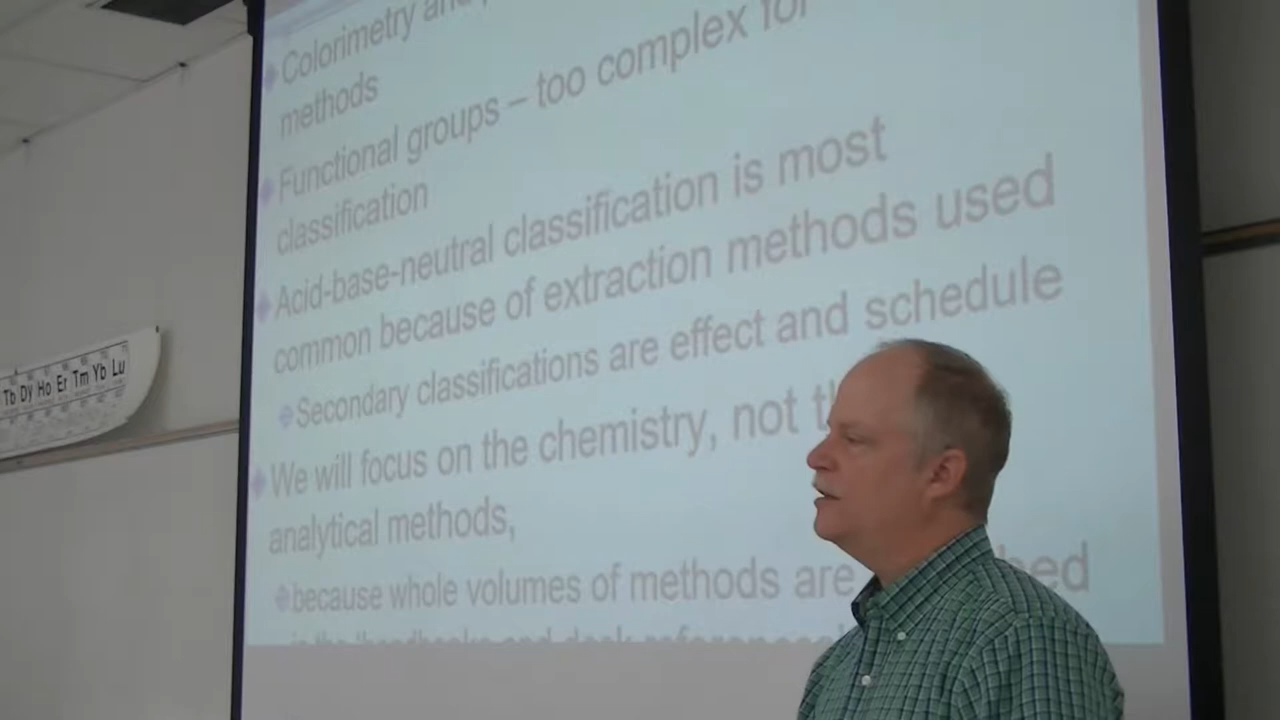 Colorimetry and
methods
Functional groups – too complex for
classification
Acid-base-neutral classification is most
common because of extraction methods used
Secondary classifications are effect and schedule
We will focus on the chemistry, not
analytical methods,
because whole volumes of methods are
Tb Dy Ho Er Tm Yb Lu